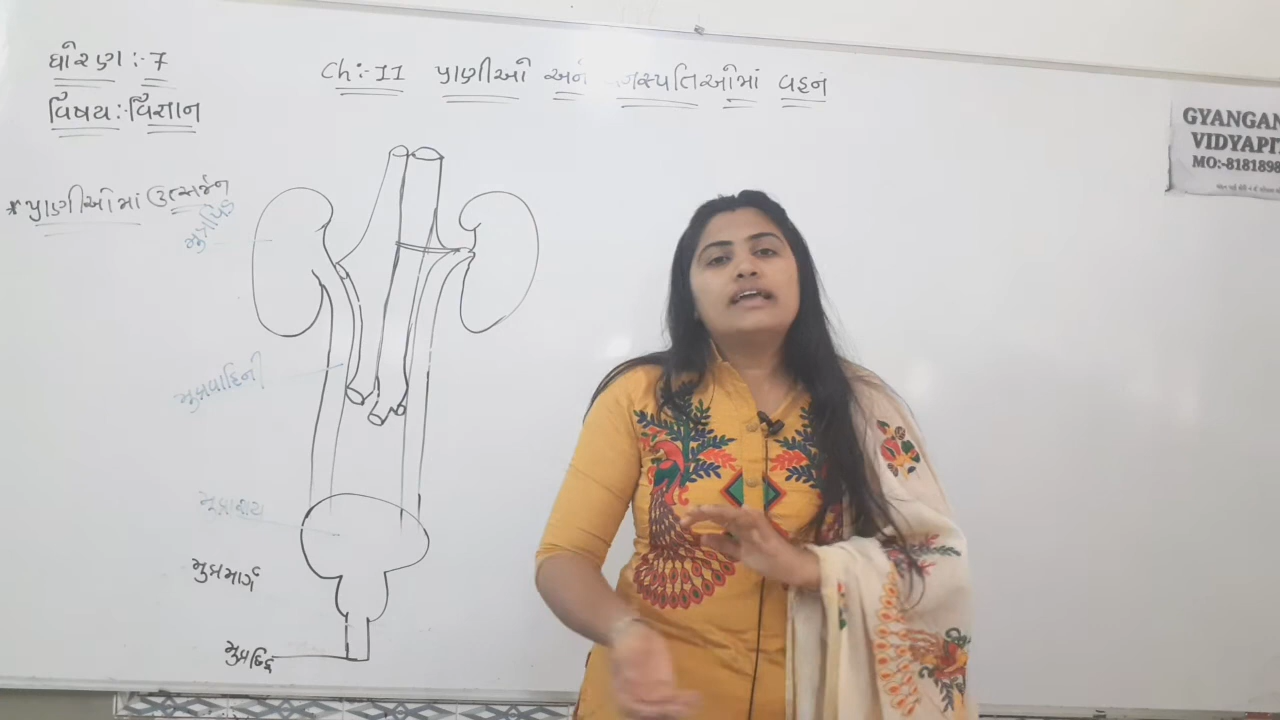 ધોરણ :- 7
વિષય :- વિજ્ઞાન
Ch :- 11 પ્રાણીઓ અને વનસ્પતિઓમાં વહન
* પ્રાણીઓમાં ઉત્સર્જન
મુત્રપિંડ
મુત્રવાહિની
મૂત્રાશય
મુત્રમાર્ગ
મુત્રછિદ્ર
GYANGAN
VIDYAPIT
MO:-8181898